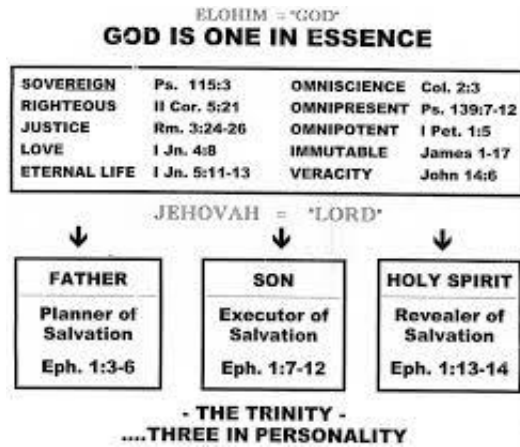 ELOHIM = "GOD"
GOD IS ONE IN ESSENCE
SOVEREIGN Ps. 115:3 OMNISCIENCE Col. 2:3
RIGHTEOUS II Cor. 5:21 OMNIPRESENT Ps. 139:7-12
JUSTICE Rm. 3:24-26 OMNIPOTENT I Pet. 1:5
LOVE I Jn. 4:8 IMMUTABLE James 1-17
ETERNAL LIFE I Jn. 5:11-13 VERACITY John 14:6
JEHOVAH = "LORD"
FATHER
Planner of
Salvation
Eph. 1:3-6
SON
Executor of
Salvation
Eph. 1:7-12
HOLY SPIRIT
Revealer of
Salvation
Eph. 1:13-14
- THE TRINITY -
....THREE IN PERSONALITY